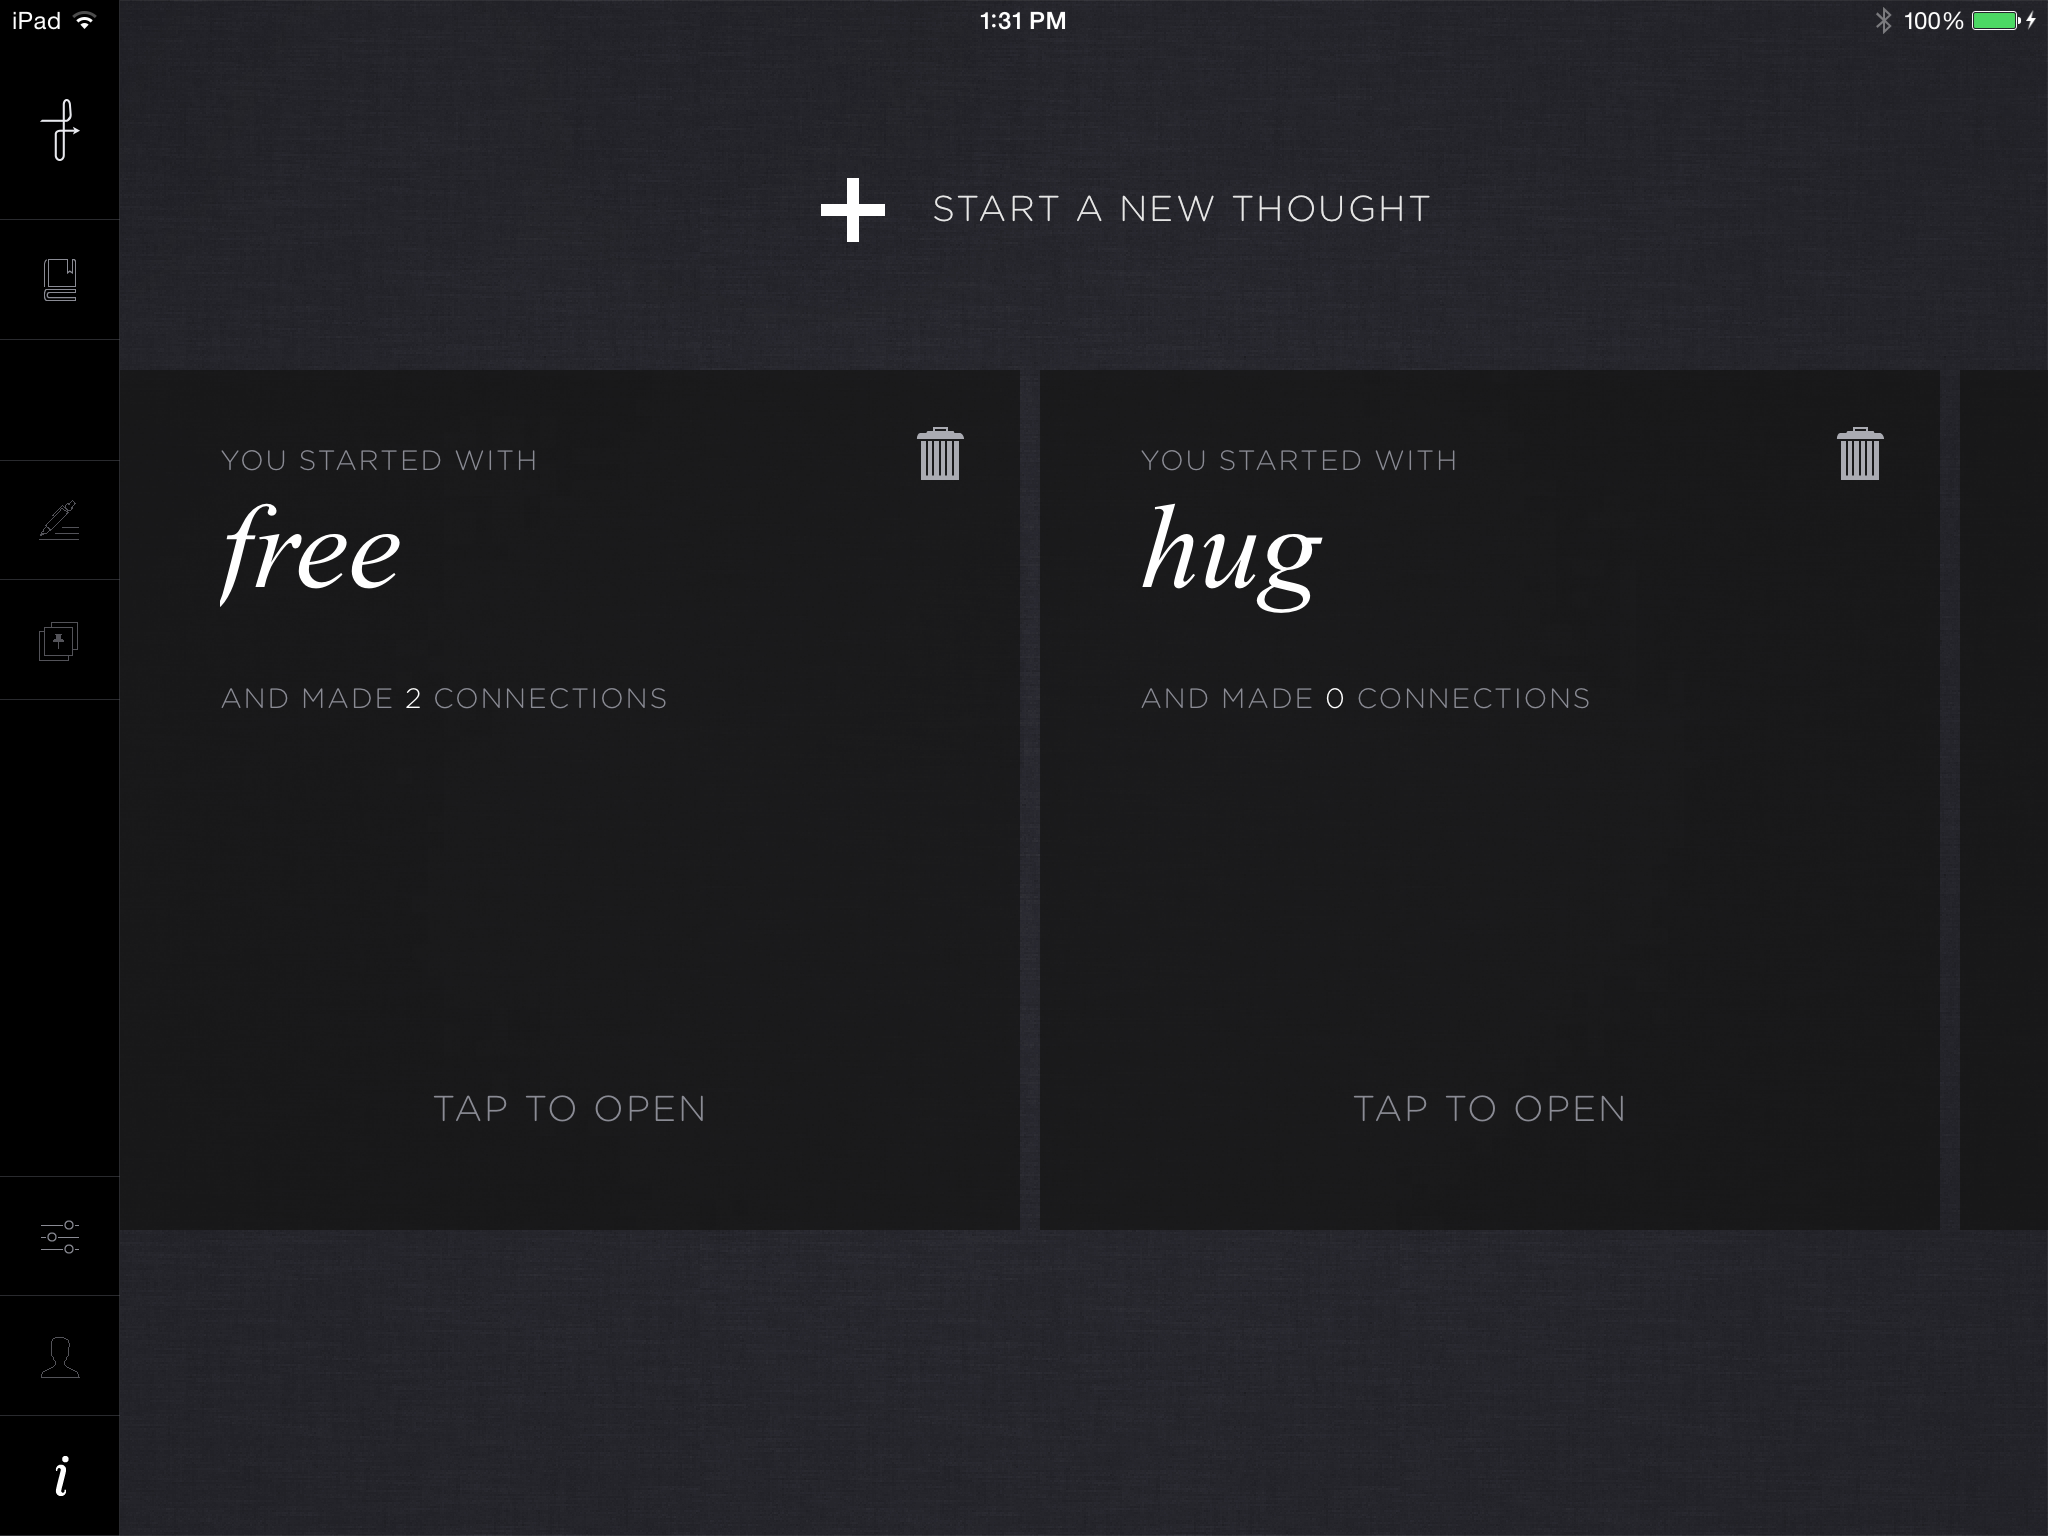 iPad
1:31 PM
100%
START A NEW THOUGHT
YOU STARTED WITH
free
AND MADE 2 CONNECTIONS
TAP TO OPEN
YOU STARTED WITH
hug
AND MADE 0 CONNECTIONS
TAP TO OPEN
i